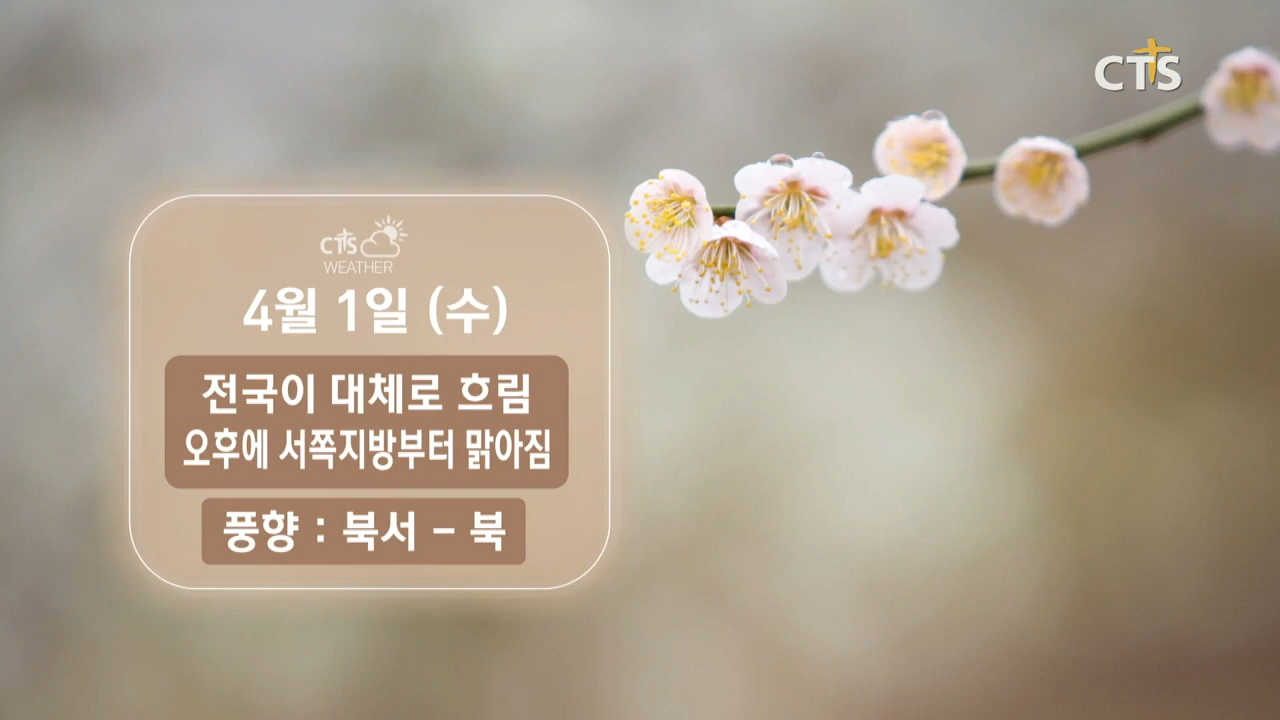 CTS
CTS
WEATHER
4월 1일 (수)
전국이 대체로 흐림
오후에 서쪽지방부터 맑아짐
풍향 : 북서 - 북